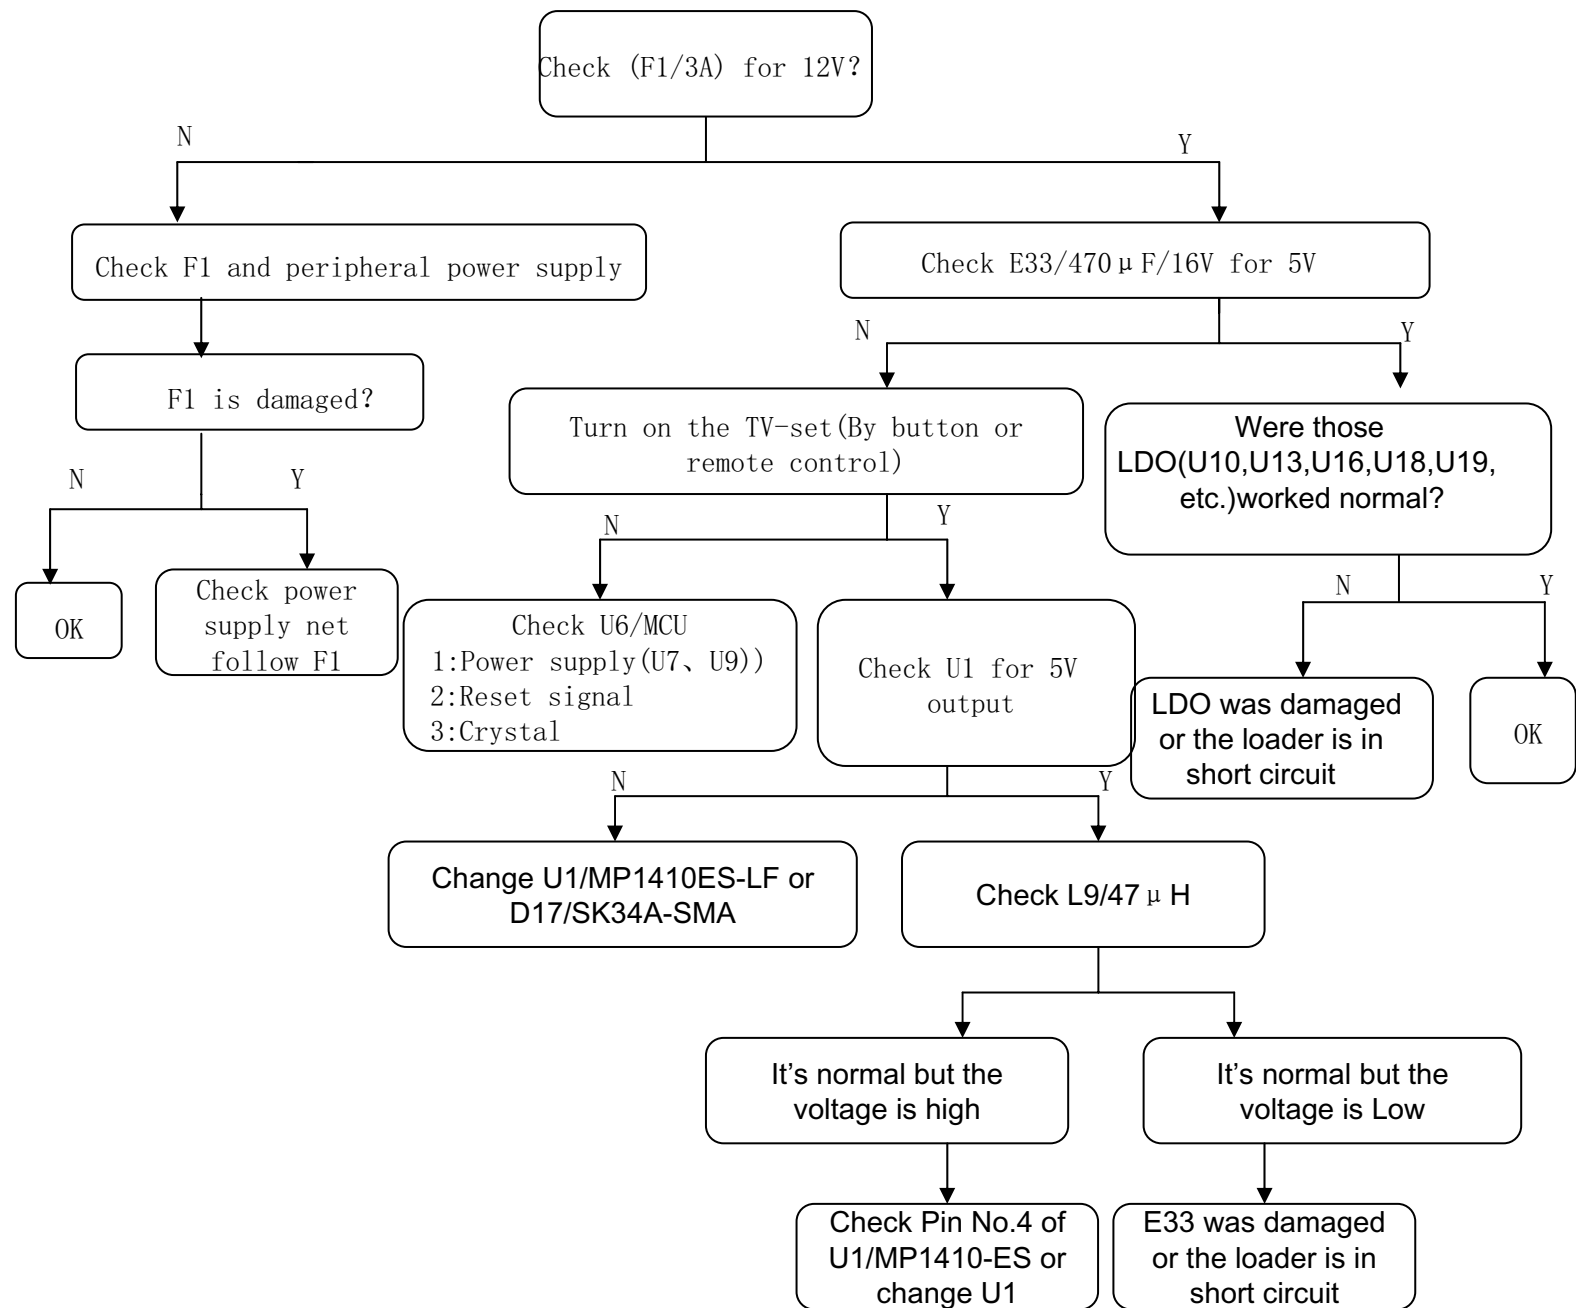 Check (F1/3A) for 12V?
N
Y
Check F1 and peripheral power supply
Check E33/470μF/16V for 5V
N
Y
F1 is damaged?
Turn on the TV-set(By button or
remote control)
Were those
LDO(U10,U13,U16,U18,U19,
etc.)worked normal?
N
Y
N
Y
N
Y
OK
Check power
supply net
follow F1
Check U6/MCU
1:Power supply(U7、U9))
2:Reset signal
3:Crystal
Check U1 for 5V
output
LDO was damaged
or the loader is in
short circuit
OK
N
Y
Change U1/MP1410ES-LF or
D17/SK34A-SMA
Check L9/47μH
It’s normal but the
voltage is high
It’s normal but the
voltage is Low
Check Pin No.4 of
U1/MP1410-ES or
change U1
E33 was damaged
or the loader is in
short circuit